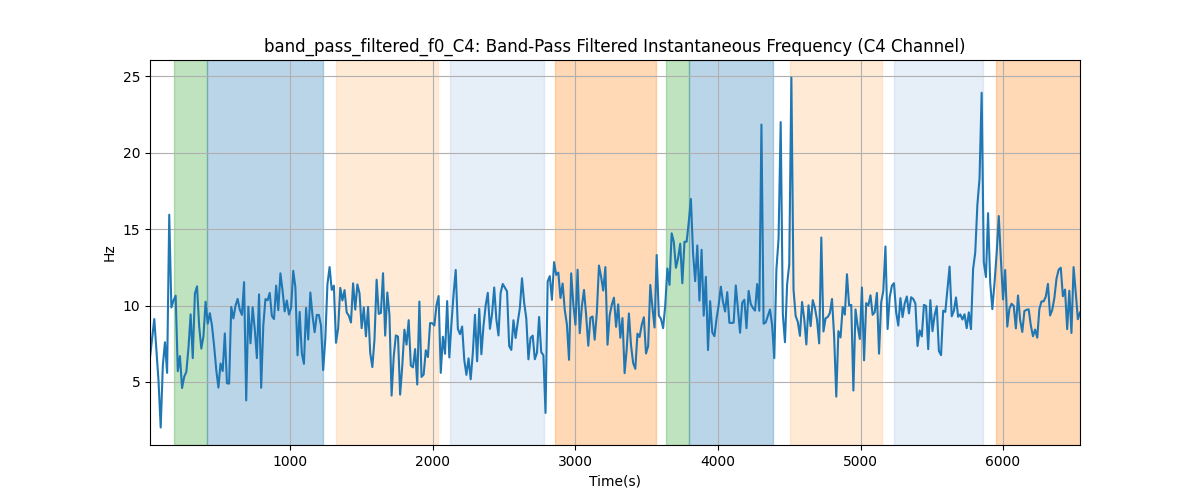 band_pass_filtered_f0_C4: Band-Pass Filtered Instantaneous Frequency (C4 Channel)
25
20
15
10
5
Hz
1000 2000 3000 4000 5000 6000
Time(s)